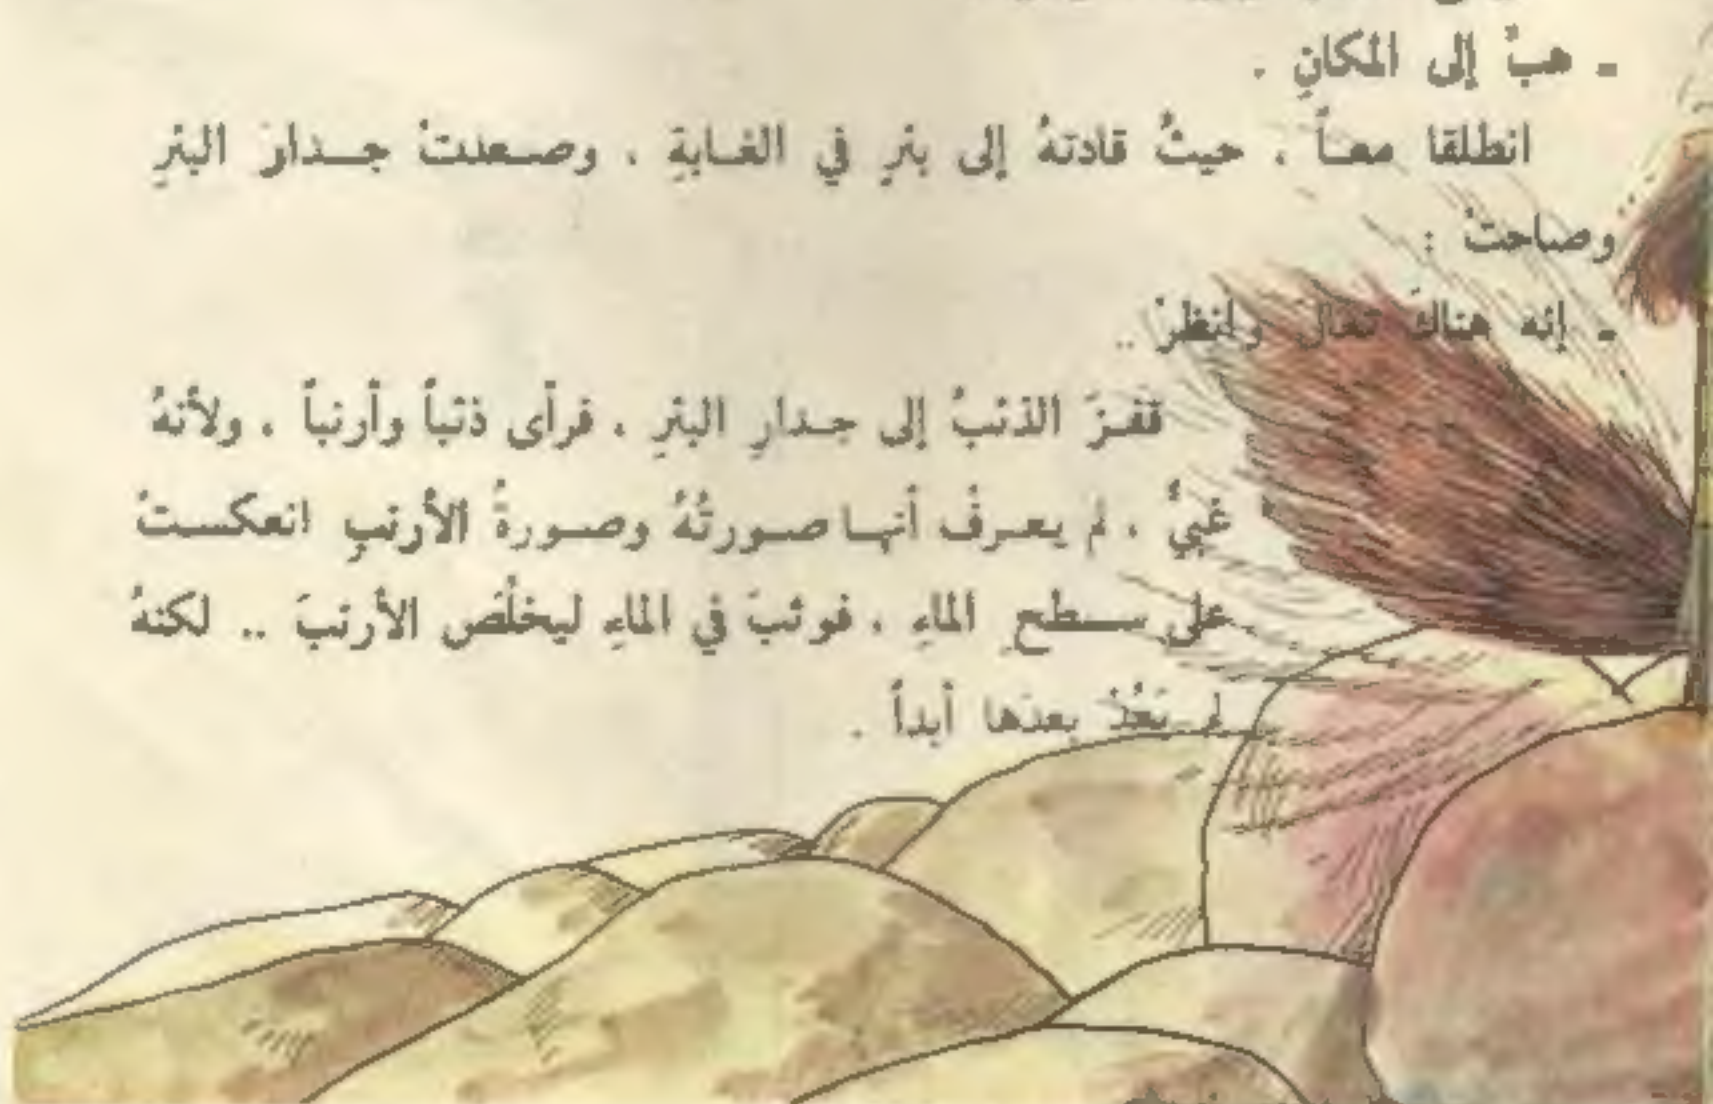 - هبّ إلى المكانِ .
انطلقا معاً ، حيثُ قادتهُ إلى بئرٍ في الغابةِ ، وصعدتْ جدارَ البئرِ
وصاحتْ :
- إنه هناكَ تعالَ ولننظرْ ..
قفزَ الذئبُ إلى جدارِ البئرِ ، فرأى ذئباً وأرنباً ، ولأنهُ
غبيٌّ ، لم يعرفْ أنها صورتُهُ وصورةُ الأرنبِ انعكستْ
على سطحِ الماءِ ، فوثبَ في الماءِ ليخلّصَ الأرنبَ .. لكنهُ
لم يَعُدْ بعدَها أبداً .